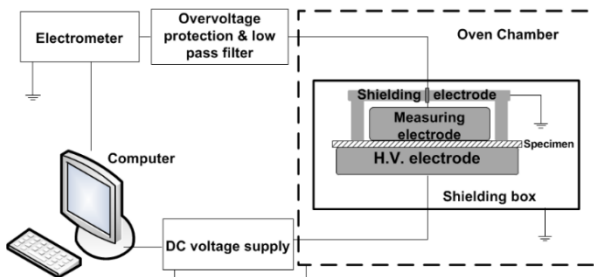 Electrometer
Overvoltage
protection & low
pass filter
Oven Chamber
Shielding electrode
Measuring
electrode
Specimen
H.V. electrode
Shielding box
Computer
DC voltage supply